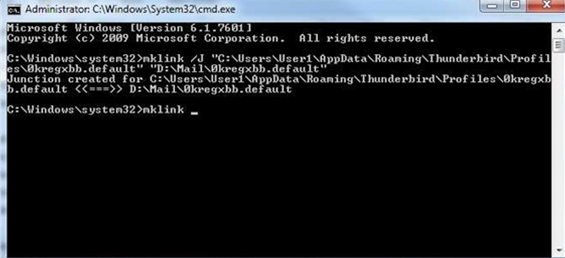 Administrator: C:\Windows\System32\cmd.exe
Microsoft Windows [Version 6.1.7601]
Copyright (c) 2009 Microsoft Corporation.  All rights reserved.
C:\Windows\system32>mklink /J "C:\Users\User1\AppData\Roaming\Thunderbird\Profil
es\0kregxbb.default" "D:\Mail\0kregxbb.default"
Junction created for C:\Users\User1\AppData\Roaming\Thunderbird\Profiles\0kregxb
b.default <<===>> D:\Mail\0kregxbb.default
C:\Windows\system32>mklink _